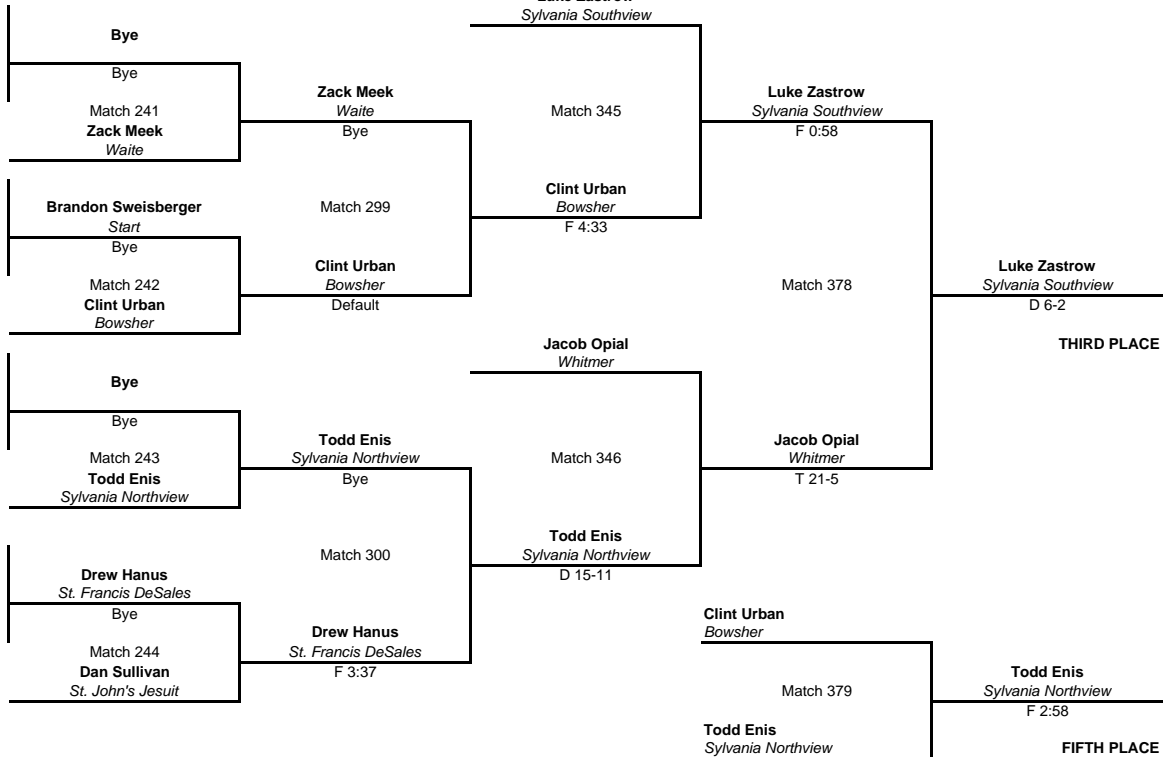 Sylvania Southview
Bye
Bye
Match 241
Zack Meek
Waite
Zack Meek
Waite
Bye
Match 345
Luke Zastrow
Sylvania Southview
F 0:58
Brandon Sweisberger
Start
Bye
Match 242
Clint Urban
Bowsher
Match 299
Clint Urban
Bowsher
Default
Clint Urban
Bowsher
F 4:33
Match 378
Luke Zastrow
Sylvania Southview
D 6-2
THIRD PLACE
Jacob Opial
Whitmer
Bye
Bye
Match 243
Todd Enis
Sylvania Northview
Todd Enis
Sylvania Northview
Bye
Match 346
Jacob Opial
Whitmer
T 21-5
Match 300
Todd Enis
Sylvania Northview
D 15-11
Drew Hanus
St. Francis DeSales
Bye
Match 244
Dan Sullivan
St. John's Jesuit
Drew Hanus
St. Francis DeSales
F 3:37
Clint Urban
Bowsher
Match 379
Todd Enis
Sylvania Northview
Todd Enis
Sylvania Northview
F 2:58
FIFTH PLACE